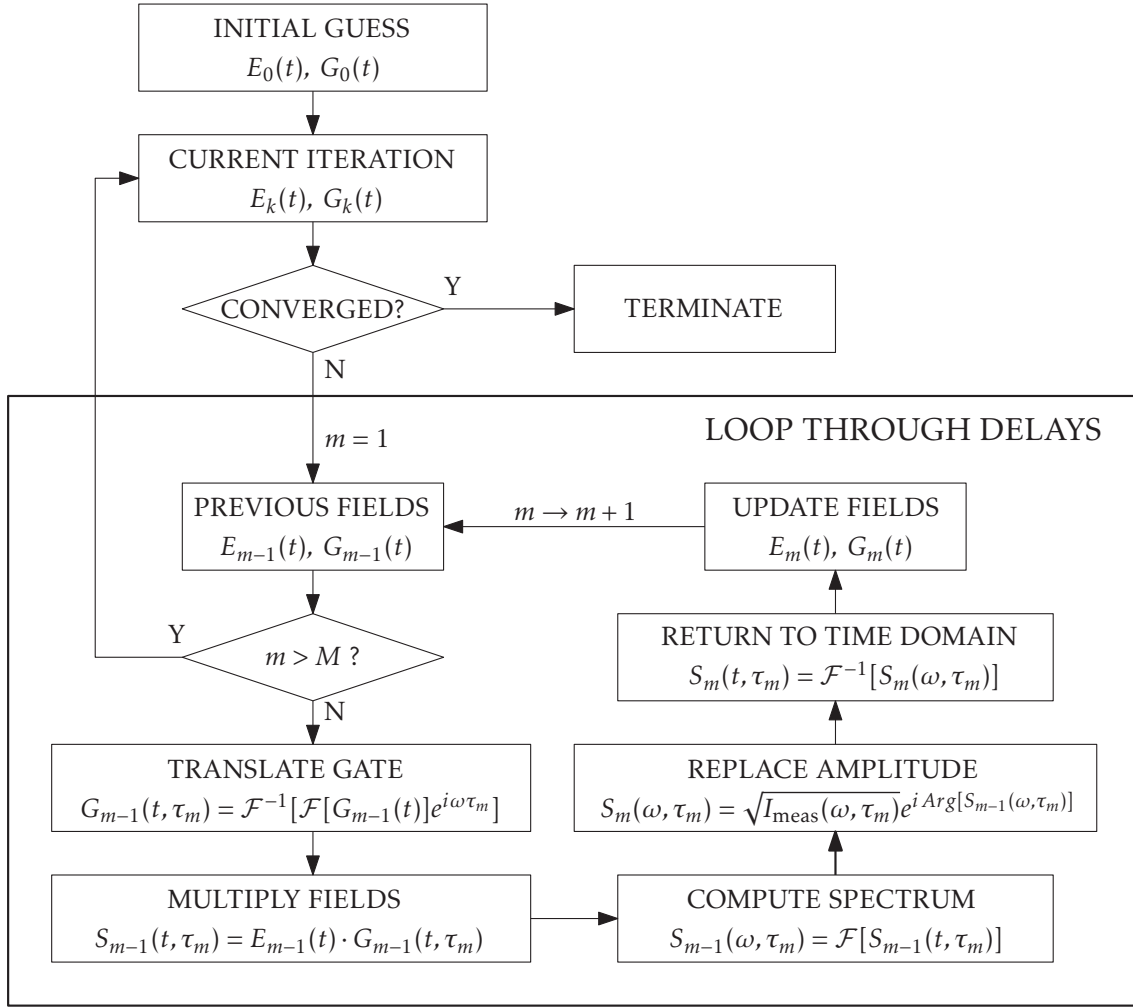 INITIAL GUESS
E₀(t), G₀(t)
CURRENT ITERATION
Eₖ(t), Gₖ(t)
CONVERGED?
Y
TERMINATE
N
LOOP THROUGH DELAYS
m = 1
PREVIOUS FIELDS
Eₘ₋₁(t), Gₘ₋₁(t)
m → m + 1
UPDATE FIELDS
Eₘ(t), Gₘ(t)
Y
m > M ?
N
RETURN TO TIME DOMAIN
Sₘ(t, τₘ) = ℱ⁻¹[Sₘ(ω, τₘ)]
TRANSLATE GATE
Gₘ₋₁(t, τₘ) = ℱ⁻¹[ℱ[Gₘ₋₁(t)]e^{iωτₘ}]
REPLACE AMPLITUDE
Sₘ(ω, τₘ) = √I_meas(ω, τₘ) e^{i Arg[Sₘ₋₁(ω,τₘ)]}
MULTIPLY FIELDS
Sₘ₋₁(t, τₘ) = Eₘ₋₁(t) · Gₘ₋₁(t, τₘ)
COMPUTE SPECTRUM
Sₘ₋₁(ω, τₘ) = ℱ[Sₘ₋₁(t, τₘ)]